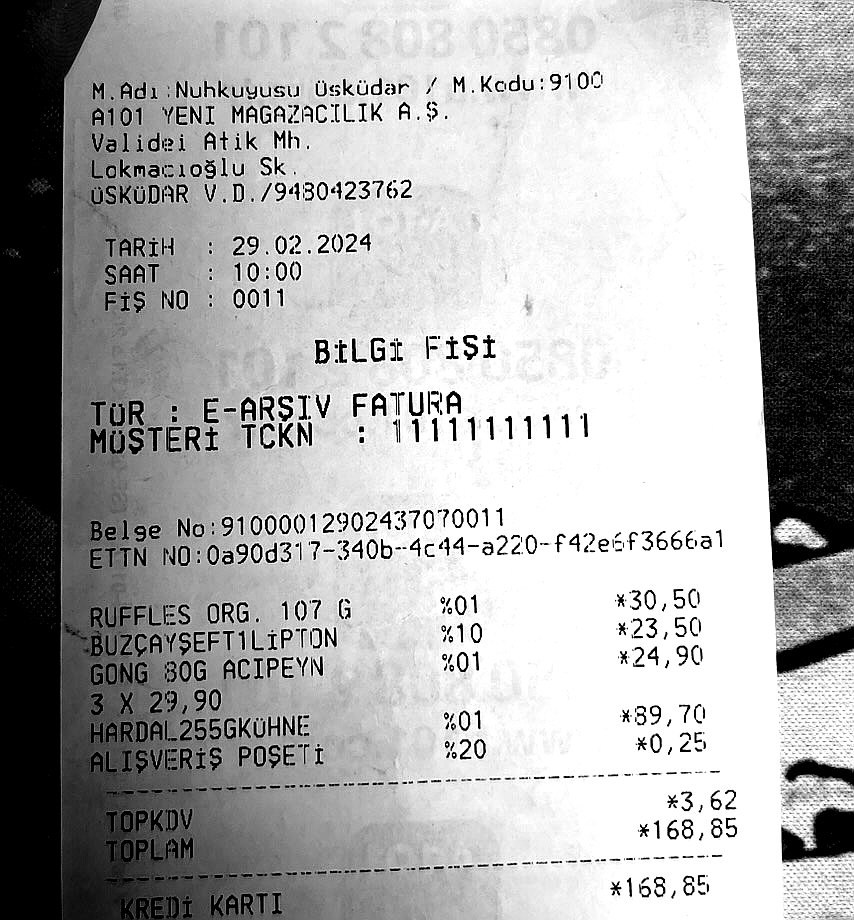 M.Adı:Nuhkuyusu Üsküdar / M.Kodu:9100
A101 YENI MAGAZACILIK A.Ş.
Validei Atik Mh.
Lokmacıoğlu Sk.
ÜSKÜDAR V.D./9480423762
TARİH : 29.02.2024
SAAT : 10:00
FİŞ NO : 0011
BİLGİ FİŞİ
TÜR : E-ARŞIV FATURA
MÜŞTERİ TCKN : 11111111111
Belge No:91000012902437070011
ETTN NO:0a90d317-340b-4c44-a220-f42e6f3666a1
RUFFLES ORG. 107 G %01 *30,50
BUZÇAYŞEFT1LİPTON %10 *23,50
GONG 80G ACIPEYN %01 *24,90
3 X 29,90
HARDAL255GKÜHNE %01 *89,70
ALIŞVERİŞ POŞETİ %20 *0,25
TOPKDV *3,62
TOPLAM *168,85
KREDİ KARTI *168,85